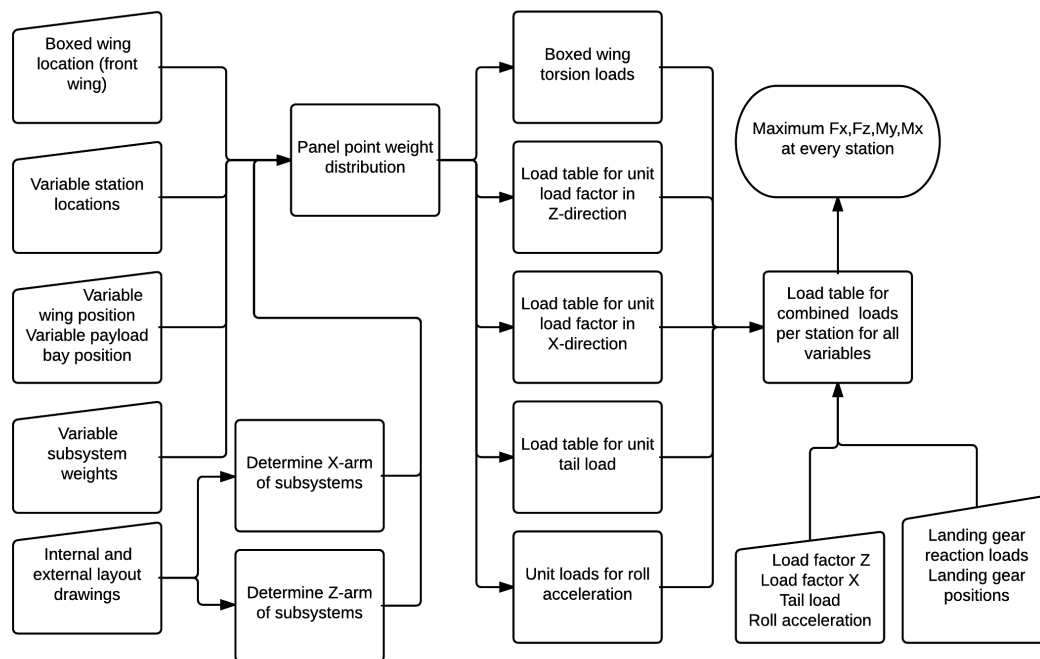 Boxed wing
location (front
wing)
Variable station
locations
Variable
wing position
Variable payload
bay position
Variable
subsystem
weights
Internal and
external layout
drawings
Determine X-arm
of subsystems
Determine Z-arm
of subsystems
Panel point weight
distribution
Boxed wing
torsion loads
Load table for unit
load factor in
Z-direction
Load table for unit
load factor in
X-direction
Load table for unit
tail load
Unit loads for roll
acceleration
Maximum Fx,Fz,My,Mx
at every station
Load table for
combined loads
per station for all
variables
Load factor Z
Load factor X
Tail load
Roll acceleration
Landing gear
reaction loads
Landing gear
positions